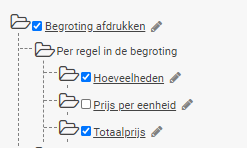 Begroting afdrukken
Per regel in de begroting
Hoeveelheden
Prijs per eenheid
Totaalprijs